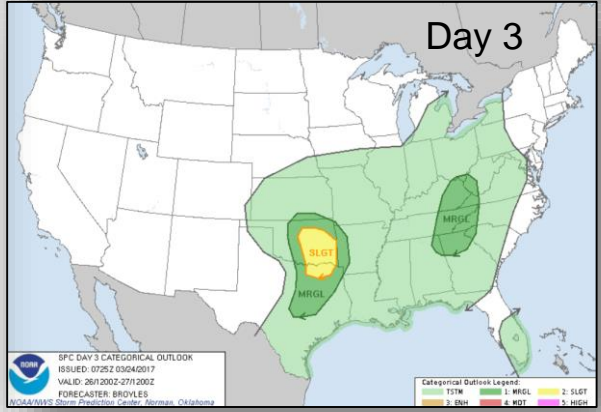 Day 3
MRGL
SLGT
MRGL
NOAA
SPC DAY 3 CATEGORICAL OUTLOOK
ISSUED: 0725Z 03/24/2017
VALID: 26/1200Z-27/1200Z
FORECASTER: BROYLES
NOAA/NWS Storm Prediction Center, Norman, Oklahoma
Categorical Outlook Legend:
TSTM 1: MRGL 2: SLGT
3: ENH 4: MDT 5: HIGH